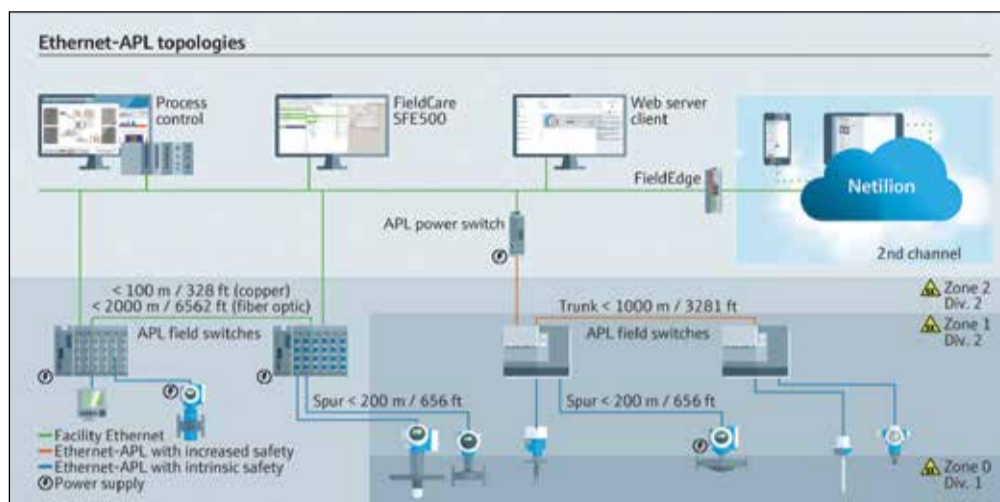 Ethernet-APL topologies
Process
control
FieldCare
SFE500
Web server
client
FieldEdge
Netilion
2nd channel
APL power switch
< 100 m / 328 ft (copper)
< 2000 m / 6562 ft (fiber optic)
APL field switches
Trunk < 1000 m / 3281 ft
APL field switches
Zone 2
Div. 2
Zone 1
Div. 2
Spur < 200 m / 656 ft
Spur < 200 m / 656 ft
Facility Ethernet
Ethernet-APL with increased safety
Ethernet-APL with intrinsic safety
Power supply
Zone 0
Div. 1